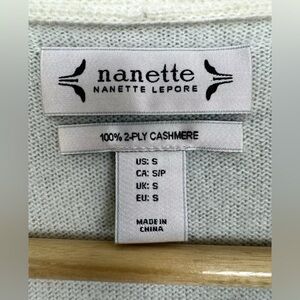 nanette
NANETTE LEPORE
100% 2-PLY CASHMERE
US: S
CA: S/P
UK: S
EU: S
MADE IN
CHINA